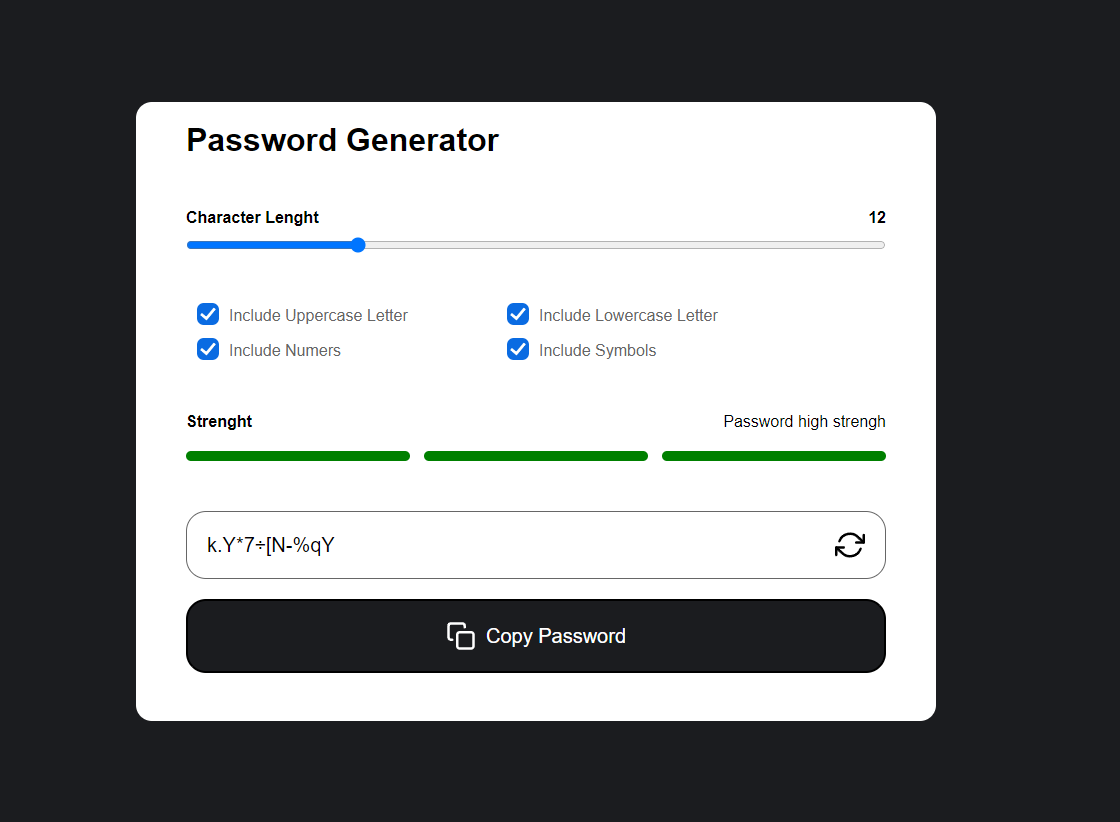 Password Generator
Character Lenght 12
Include Uppercase Letter Include Lowercase Letter
Include Numers Include Symbols
Strenght Password high strengh
k.Y*7÷[N-%qY
Copy Password